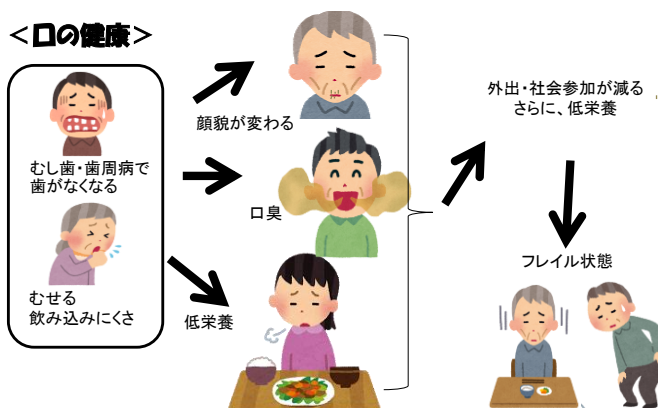 ＜口の健康＞
むし歯・歯周病で
歯がなくなる
むせる
飲み込みにくさ
顔貌が変わる
口臭
低栄養
外出・社会参加が減る
さらに、低栄養
フレイル状態